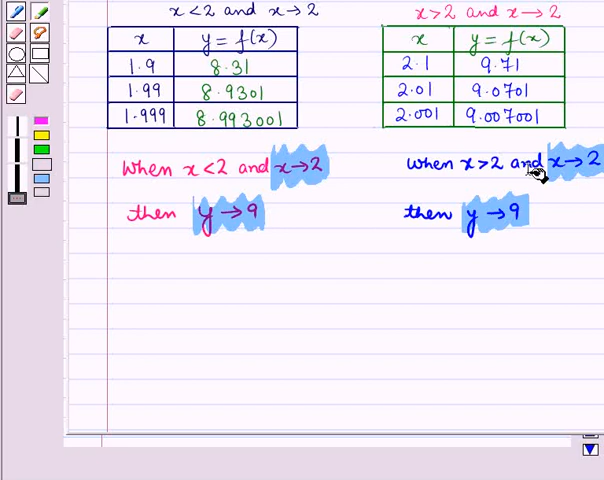 x < 2 and x → 2
x > 2 and x → 2
x y = f(x)
1.9 8.31
1.99 8.9301
1.999 8.993001
x y = f(x)
2.1 9.71
2.01 9.0701
2.001 9.007001
When x < 2 and x → 2
then y → 9
when x > 2 and x → 2
then y → 9